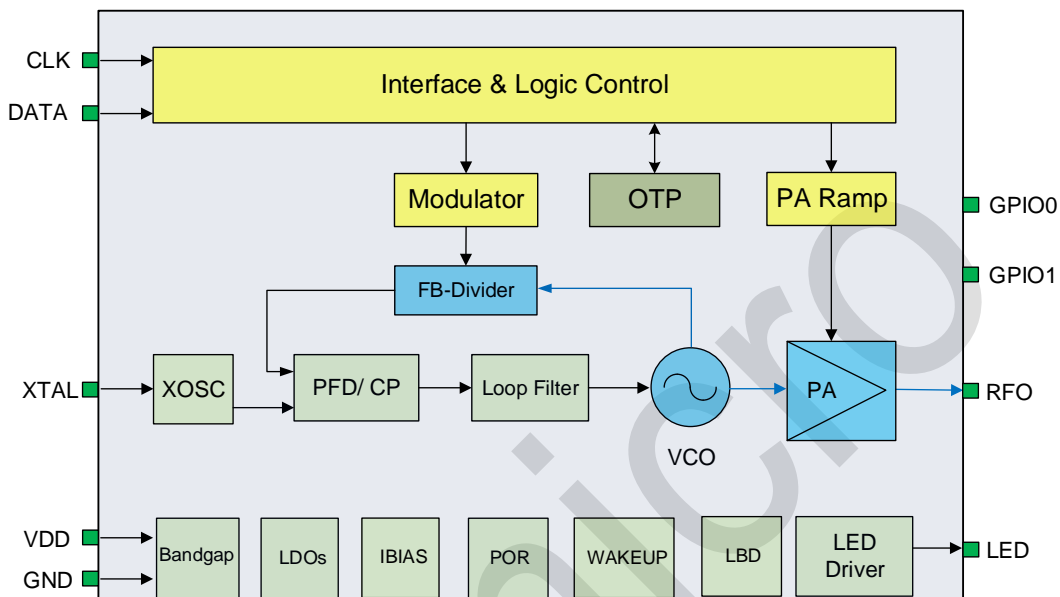 CLK
Interface & Logic Control
DATA
Modulator
OTP
PA Ramp
GPIO0
FB-Divider
GPIO1
XTAL
XOSC
PFD/ CP
Loop Filter
PA
RFO
VCO
VDD
Bandgap
LDOs
IBIAS
POR
WAKEUP
LBD
LED
Driver
LED
GND